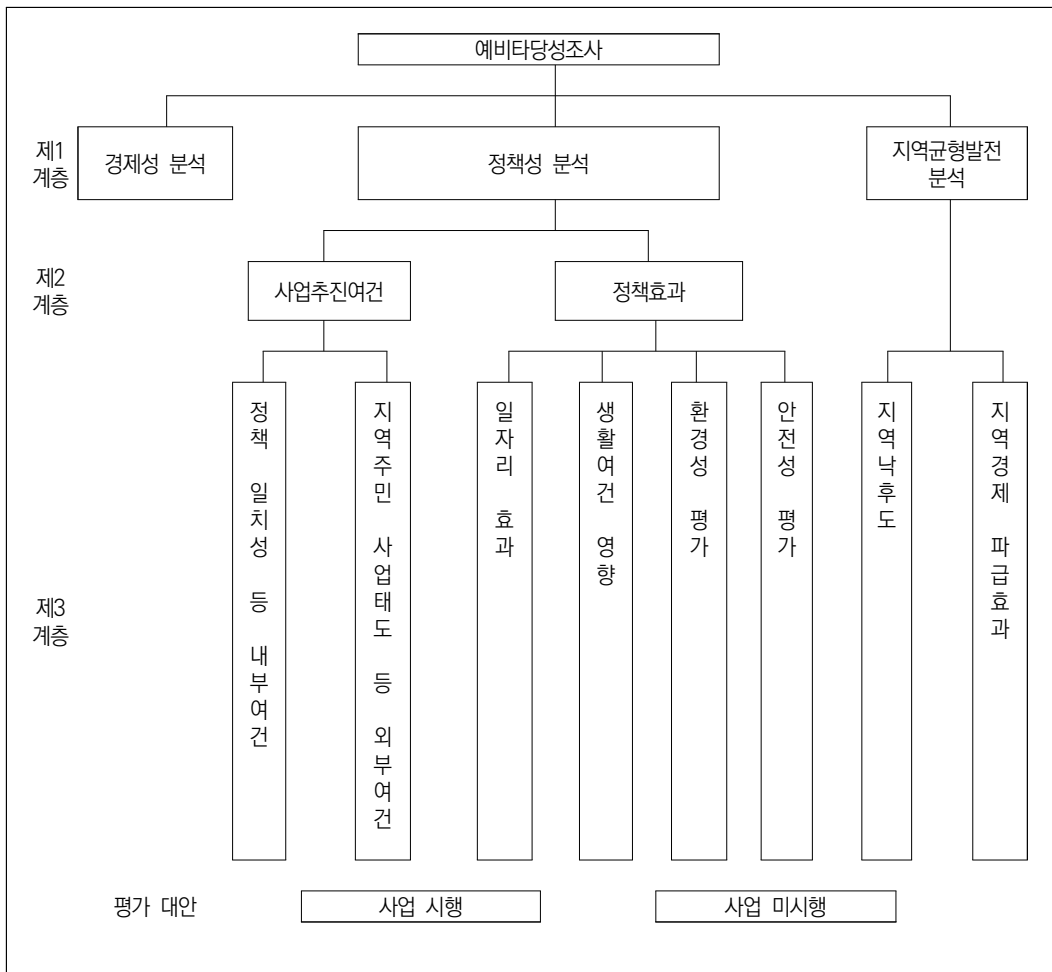 예비타당성조사
제1
계층
경제성 분석
정책성 분석
지역균형발전
분석
제2
계층
사업추진여건
정책효과
제3
계층
정책 일치성 등 내부여건
지역주민 사업태도 등 외부여건
일자리 효과
생활여건 영향
환경성 평가
안전성 평가
지역낙후도
지역경제 파급효과
평가 대안
사업 시행
사업 미시행